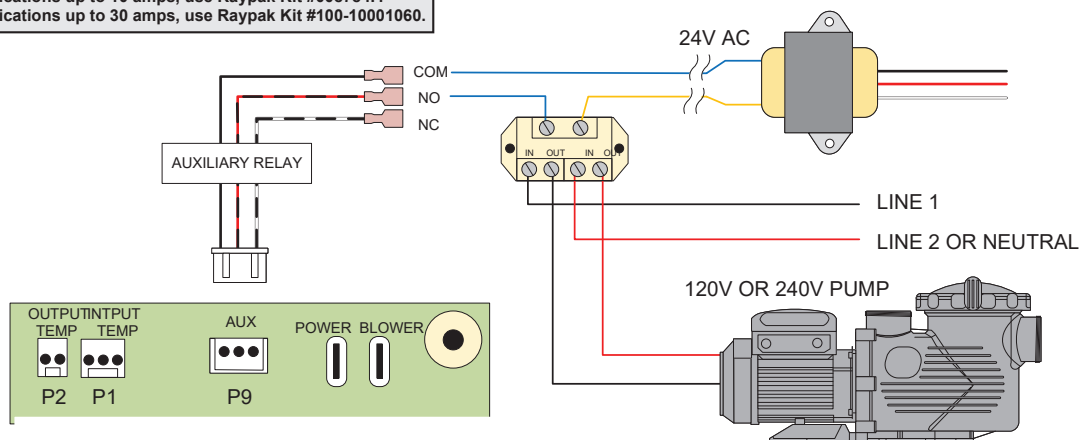 ications up to 30 amps, use Raypak Kit #100-10001060.
24V AC
COM
NO
NC
AUXILIARY RELAY
IN OUT IN OUT
LINE 1
LINE 2 OR NEUTRAL
120V OR 240V PUMP
OUTPUT INTPUT
TEMP TEMP
AUX
POWER BLOWER
P2 P1 P9